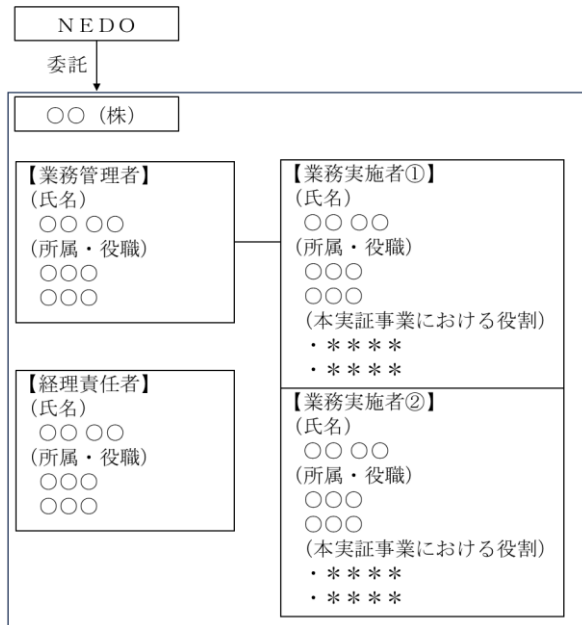 ＮＥＤＯ
委託
○○（株）
【業務管理者】
(氏名)
○○ ○○
(所属・役職)
○○○
○○○
【業務実施者①】
(氏名)
○○ ○○
(所属・役職)
○○○
○○○
(本実証事業における役割)
・＊＊＊＊
・＊＊＊＊
【経理責任者】
(氏名)
○○ ○○
(所属・役職)
○○○
○○○
【業務実施者②】
(氏名)
○○ ○○
(所属・役職)
○○○
○○○
(本実証事業における役割)
・＊＊＊＊
・＊＊＊＊